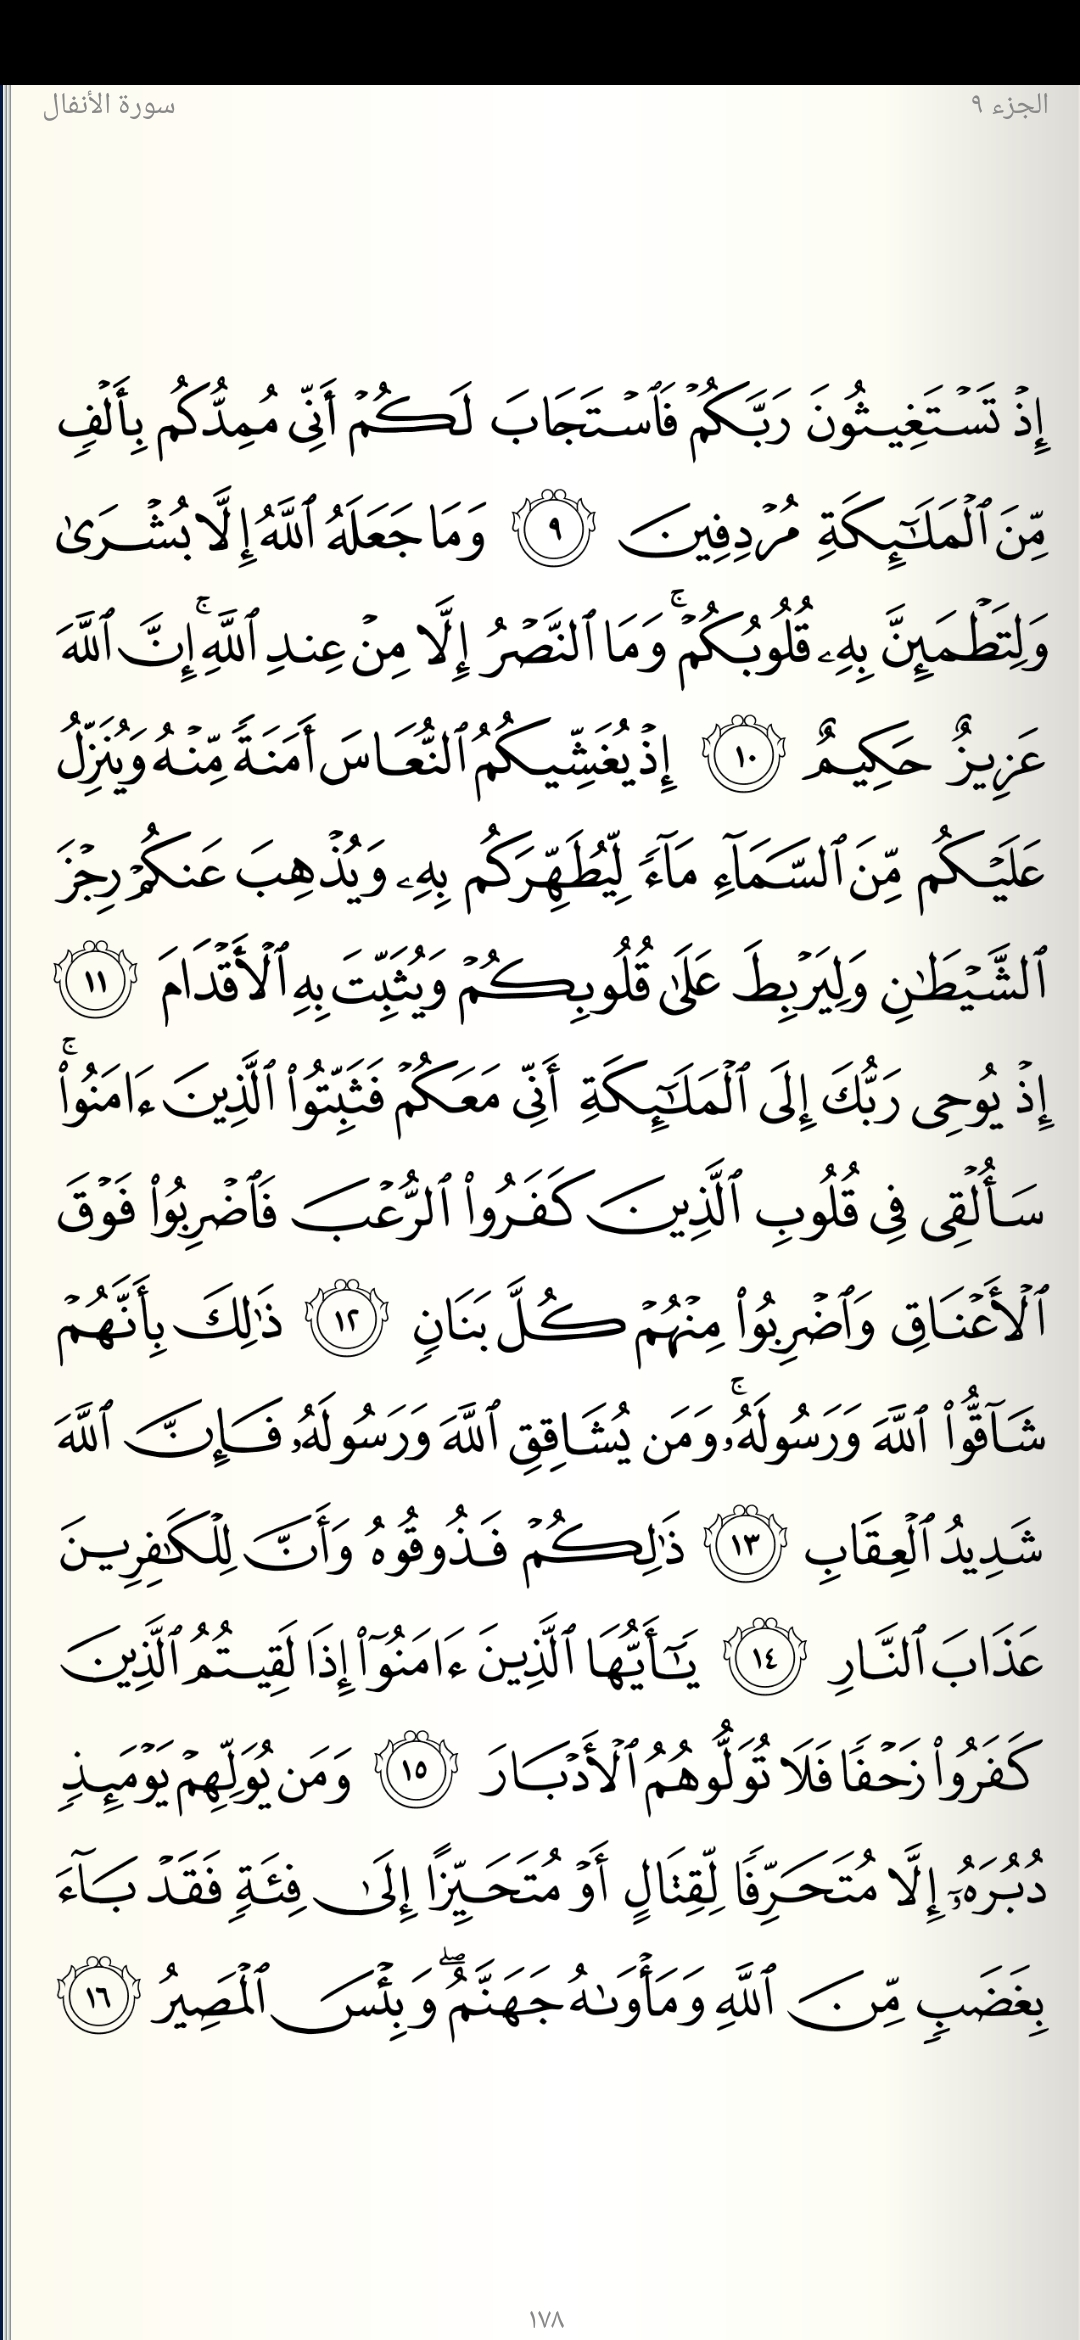 الجزء ٩
سورة الأنفال
إِذۡ تَسۡتَغِيثُونَ رَبَّكُمۡ فَٱسۡتَجَابَ لَكُمۡ أَنِّي مُمِدُّكُم بِأَلۡفٖ
مِّنَ ٱلۡمَلَٰٓئِكَةِ مُرۡدِفِينَ ٩ وَمَا جَعَلَهُ ٱللَّهُ إِلَّا بُشۡرَىٰ
وَلِتَطۡمَئِنَّ بِهِۦ قُلُوبُكُمۡۚ وَمَا ٱلنَّصۡرُ إِلَّا مِنۡ عِندِ ٱللَّهِۚ إِنَّ ٱللَّهَ
عَزِيزٌ حَكِيمٌ ١٠ إِذۡ يُغَشِّيكُمُ ٱلنُّعَاسَ أَمَنَةٗ مِّنۡهُ وَيُنَزِّلُ
عَلَيۡكُم مِّنَ ٱلسَّمَآءِ مَآءٗ لِّيُطَهِّرَكُم بِهِۦ وَيُذۡهِبَ عَنكُمۡ رِجۡزَ
ٱلشَّيۡطَٰنِ وَلِيَرۡبِطَ عَلَىٰ قُلُوبِكُمۡ وَيُثَبِّتَ بِهِ ٱلۡأَقۡدَامَ ١١
إِذۡ يُوحِي رَبُّكَ إِلَى ٱلۡمَلَٰٓئِكَةِ أَنِّي مَعَكُمۡ فَثَبِّتُواْ ٱلَّذِينَ ءَامَنُواْۚ
سَأُلۡقِي فِي قُلُوبِ ٱلَّذِينَ كَفَرُواْ ٱلرُّعۡبَ فَٱضۡرِبُواْ فَوۡقَ
ٱلۡأَعۡنَاقِ وَٱضۡرِبُواْ مِنۡهُمۡ كُلَّ بَنَانٖ ١٢ ذَٰلِكَ بِأَنَّهُمۡ
شَآقُّواْ ٱللَّهَ وَرَسُولَهُۥۚ وَمَن يُشَاقِقِ ٱللَّهَ وَرَسُولَهُۥ فَإِنَّ ٱللَّهَ
شَدِيدُ ٱلۡعِقَابِ ١٣ ذَٰلِكُمۡ فَذُوقُوهُ وَأَنَّ لِلۡكَٰفِرِينَ
عَذَابَ ٱلنَّارِ ١٤ يَٰٓأَيُّهَا ٱلَّذِينَ ءَامَنُوٓاْ إِذَا لَقِيتُمُ ٱلَّذِينَ
كَفَرُواْ زَحۡفٗا فَلَا تُوَلُّوهُمُ ٱلۡأَدۡبَارَ ١٥ وَمَن يُوَلِّهِمۡ يَوۡمَئِذٖ
دُبُرَهُۥٓ إِلَّا مُتَحَرِّفٗا لِّقِتَالٍ أَوۡ مُتَحَيِّزًا إِلَىٰ فِئَةٖ فَقَدۡ بَآءَ
بِغَضَبٖ مِّنَ ٱللَّهِ وَمَأۡوَىٰهُ جَهَنَّمُۖ وَبِئۡسَ ٱلۡمَصِيرُ ١٦
١٧٨